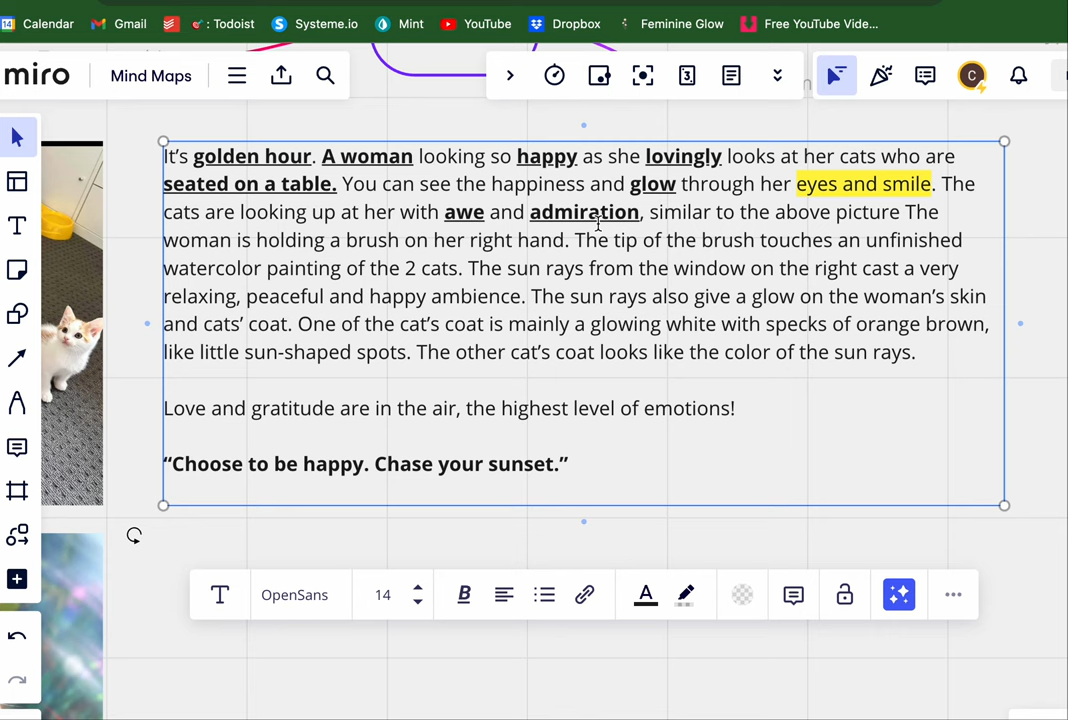 Calendar Gmail : Todoist Systeme.io Mint YouTube Dropbox Feminine Glow Free YouTube Vide...
miro Mind Maps
C
It's golden hour. A woman looking so happy as she lovingly looks at her cats who are
seated on a table. You can see the happiness and glow through her eyes and smile. The
cats are looking up at her with awe and admiration, similar to the above picture The
woman is holding a brush on her right hand. The tip of the brush touches an unfinished
watercolor painting of the 2 cats. The sun rays from the window on the right cast a very
relaxing, peaceful and happy ambience. The sun rays also give a glow on the woman's skin
and cats' coat. One of the cat's coat is mainly a glowing white with specks of orange brown,
like little sun-shaped spots. The other cat's coat looks like the color of the sun rays.
Love and gratitude are in the air, the highest level of emotions!
“Choose to be happy. Chase your sunset.”
OpenSans 14